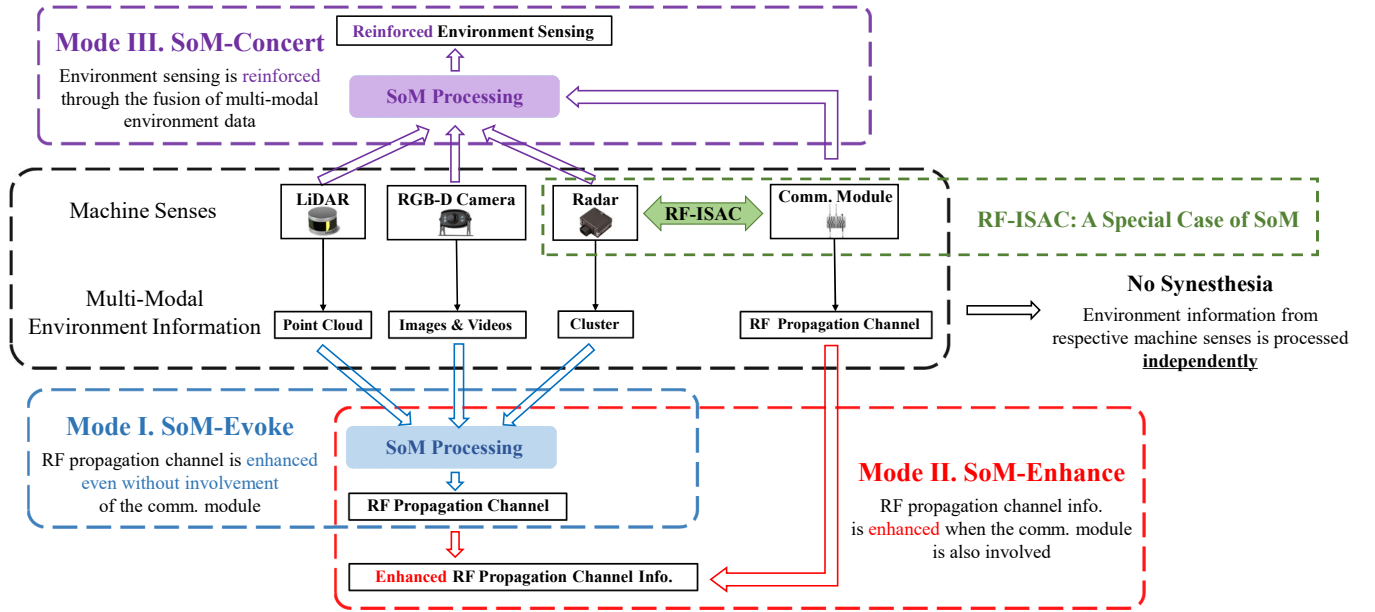 Reinforced Environment Sensing
Mode III. SoM-Concert
Environment sensing is reinforced
through the fusion of multi-modal
environment data
SoM Processing
Machine Senses
LiDAR
RGB-D Camera
Radar
RF-ISAC
Comm. Module
RF-ISAC: A Special Case of SoM
Multi-Modal
Environment Information
Point Cloud
Images & Videos
Cluster
RF Propagation Channel
No Synesthesia
Environment information from
respective machine senses is processed
independently
Mode I. SoM-Evoke
RF propagation channel is enhanced
even without involvement
of the comm. module
SoM Processing
RF Propagation Channel
Mode II. SoM-Enhance
RF propagation channel info.
is enhanced when the comm. module
is also involved
Enhanced RF Propagation Channel Info.